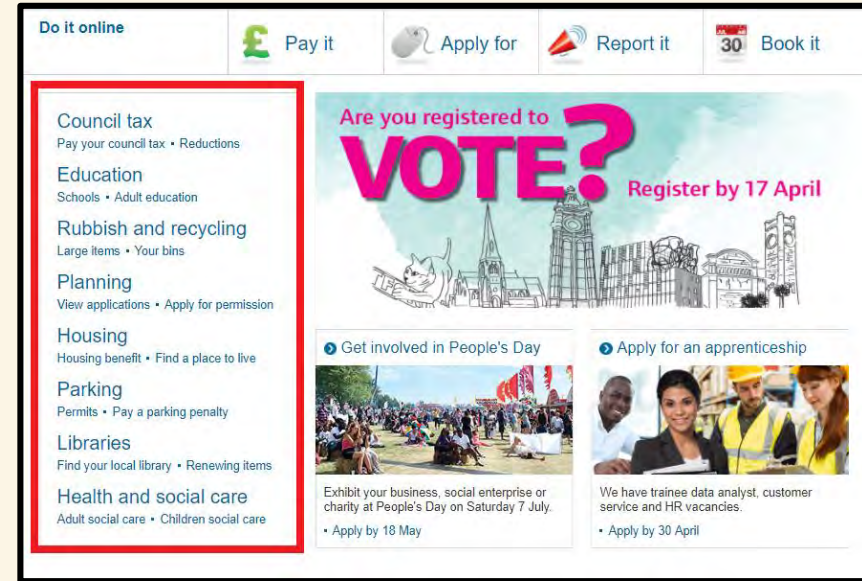 Do it online
Pay it
Apply for
Report it
30
Book it
Council tax
Pay your council tax ▪ Reductions
Education
Schools ▪ Adult education
Rubbish and recycling
Large items ▪ Your bins
Planning
View applications ▪ Apply for permission
Housing
Housing benefit ▪ Find a place to live
Parking
Permits ▪ Pay a parking penalty
Libraries
Find your local library ▪ Renewing items
Health and social care
Adult social care ▪ Children social care
Are you registered to
VOTE?
Register by 17 April
Get involved in People's Day
Exhibit your business, social enterprise or
charity at People's Day on Saturday 7 July.
▪ Apply by 18 May
Apply for an apprenticeship
We have trainee data analyst, customer
service and HR vacancies.
▪ Apply by 30 April